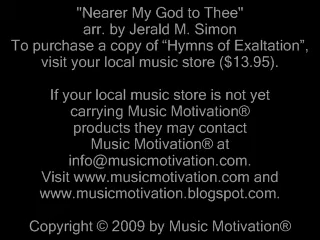 "Nearer My God to Thee"
arr. by Jerald M. Simon
To purchase a copy of “Hymns of Exaltation”,
visit your local music store ($13.95).
If your local music store is not yet
carrying Music Motivation®
products they may contact
Music Motivation® at
info@musicmotivation.com.
Visit www.musicmotivation.com and
www.musicmotivation.blogspot.com.
Copyright © 2009 by Music Motivation®